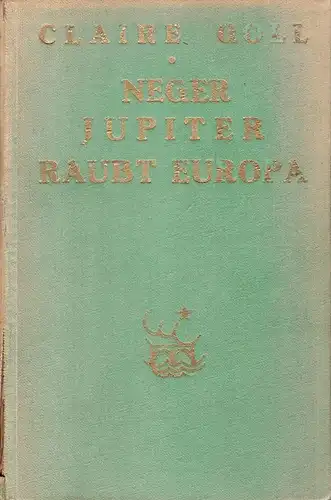 CLAIRE GOLL
NEGER
JUPITER
RAUBT EUROPA